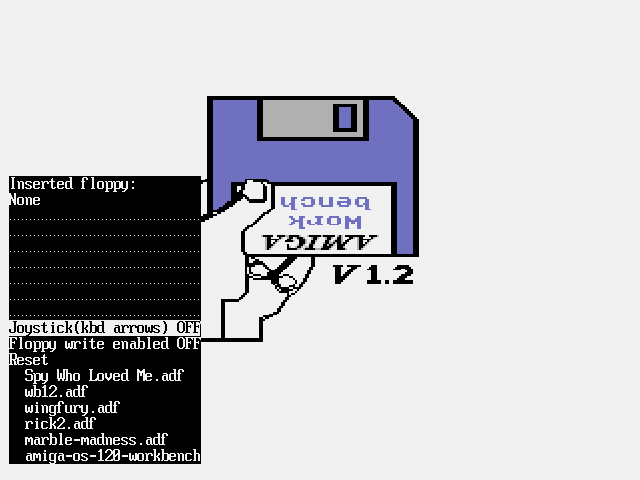 Inserted floppy:
None
Joystick(kbd arrows) OFF
Floppy write enabled OFF
Reset
Spy Who Loved Me.adf
wb12.adf
wingfury.adf
rick2.adf
marble-madness.adf
amiga-os-120-workbench
AMIGA
Work
bench
V1.2